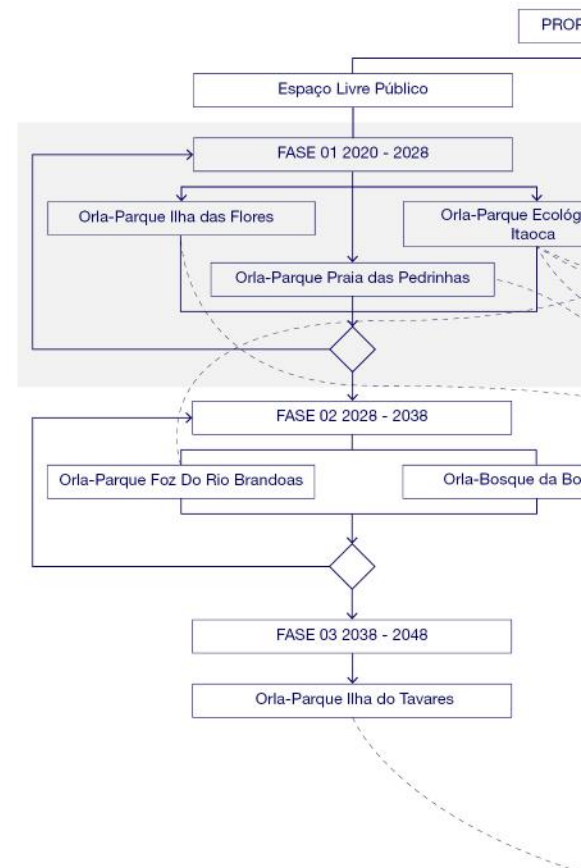 PROP
Espaço Livre Público
FASE 01 2020 - 2028
Orla-Parque Ilha das Flores
Orla-Parque Ecológ
Itaoca
Orla-Parque Praia das Pedrinhas
FASE 02 2028 - 2038
Orla-Parque Foz Do Rio Brandoas
Orla-Bosque da Bo
FASE 03 2038 - 2048
Orla-Parque Ilha do Tavares